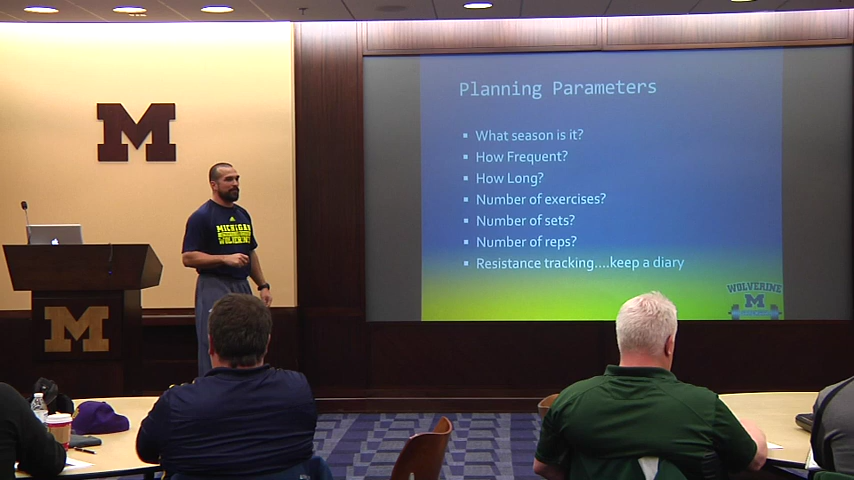 M
Planning Parameters
What season is it?
How Frequent?
How Long?
Number of exercises?
Number of sets?
Number of reps?
Resistance tracking....keep a diary
MICHIGAN
WOLVERINE
M
WOLVERINE
M